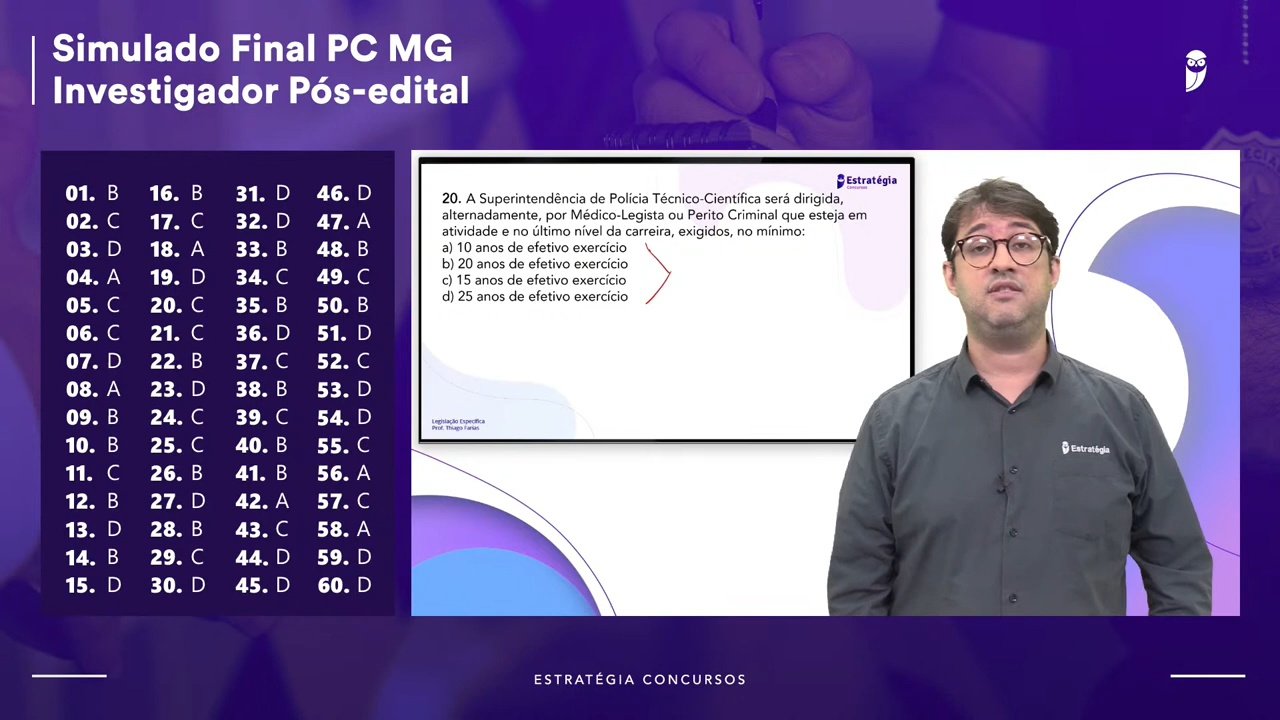 Simulado Final PC MG
Investigador Pós-edital
01. B 16. B 31. D 46. D
02. C 17. C 32. D 47. A
03. D 18. A 33. B 48. B
04. A 19. D 34. C 49. C
05. C 20. C 35. B 50. B
06. C 21. C 36. D 51. D
07. D 22. B 37. C 52. C
08. A 23. D 38. B 53. D
09. B 24. C 39. C 54. D
10. B 25. C 40. B 55. C
11. C 26. B 41. B 56. A
12. B 27. D 42. A 57. C
13. D 28. B 43. C 58. A
14. B 29. C 44. D 59. D
15. D 30. D 45. D 60. D
Estratégia
Concursos
20. A Superintendência de Polícia Técnico-Científica será dirigida,
alternadamente, por Médico-Legista ou Perito Criminal que esteja em
atividade e no último nível da carreira, exigidos, no mínimo:
a) 10 anos de efetivo exercício
b) 20 anos de efetivo exercício
c) 15 anos de efetivo exercício
d) 25 anos de efetivo exercício
Legislação Específica
Prof. Thiago Farias
Estratégia
ESTRATÉGIA CONCURSOS